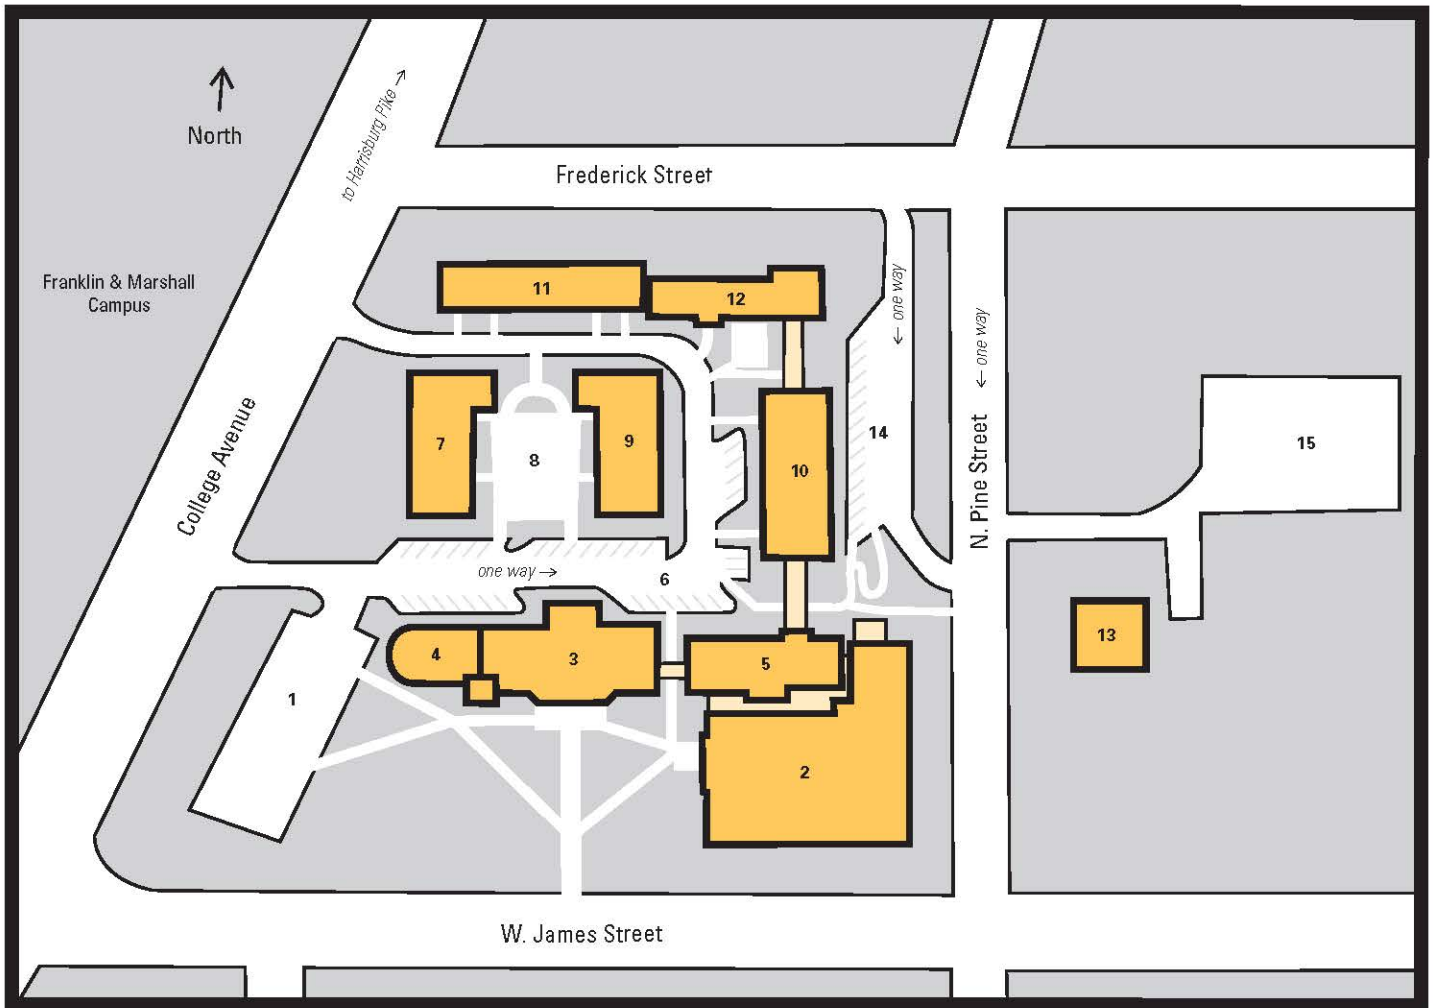 to Harrisburg Pike →
North
Frederick Street
Franklin & Marshall
Campus
← one way
← one way
College Avenue
N. Pine Street
11
12
7
8
9
10
14
15
one way →
6
13
4
3
5
1
2
W. James Street